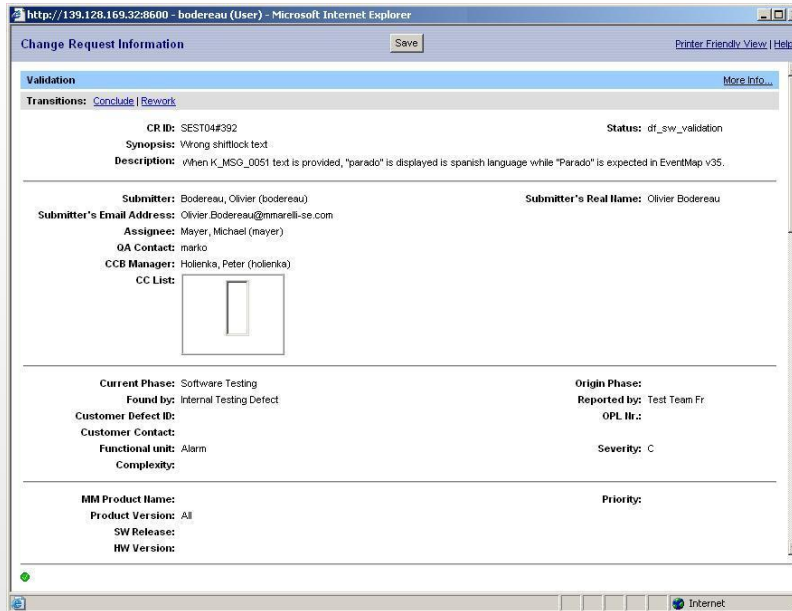 http://139.128.169.32:8600 - bodereau (User) - Microsoft Internet Explorer
Change Request Information Save Printer Friendly View | Help
Validation More Info...
Transitions: Conclude | Rework
CR ID: SEST04#392 Status: df_sw_validation
Synopsis: Wrong shiftlock text
Description: When K_MSG_0051 text is provided, "parado" is displayed is spanish language while "Parado" is expected in EventMap v35.
Submitter: Bodereau, Olivier (bodereau) Submitter's Real Name: Olivier Bodereau
Submitter's Email Address: Olivier.Bodereau@mmarelli-se.com
Assignee: Mayer, Michael (mayer)
QA Contact: marko
CCB Manager: Holienka, Peter (holienka)
CC List:
Current Phase: Software Testing Origin Phase:
Found by: Internal Testing Defect Reported by: Test Team Fr
Customer Defect ID: OPL Nr.:
Customer Contact:
Functional unit: Alarm Severity: C
Complexity:
MM Product Name: Priority:
Product Version: All
SW Release:
HW Version:
Internet